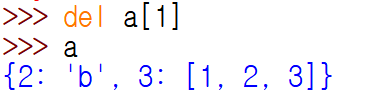 >>> del a[1]
>>> a
{2: 'b', 3: [1, 2, 3]}